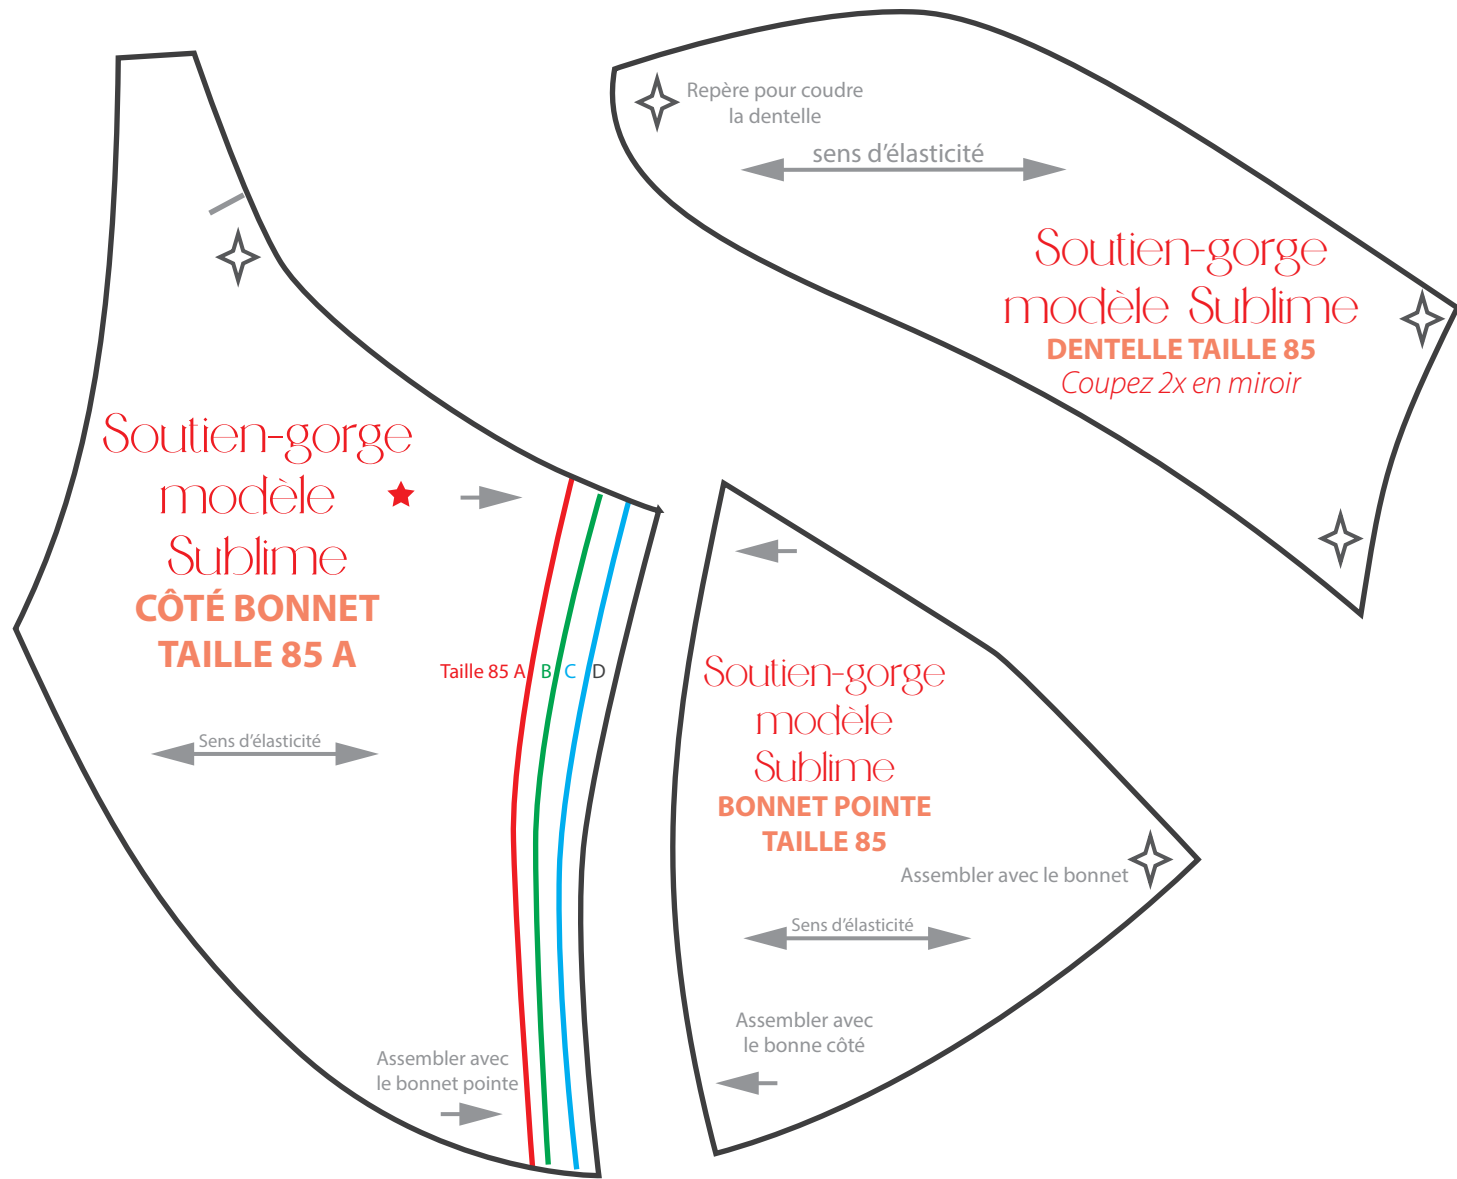 Repère pour coudre
la dentelle
sens d'élasticité
Soutien-gorge
modèle Sublime
DENTELLE TAILLE 85
Coupez 2x en miroir
Soutien-gorge
modèle
Sublime
CÔTÉ BONNET
TAILLE 85 A
Taille 85 A B C D
Sens d'élasticité
Assembler avec
le bonnet pointe
Soutien-gorge
modèle
Sublime
BONNET POINTE
TAILLE 85
Assembler avec le bonnet
Sens d'élasticité
Assembler avec
le bonne côté